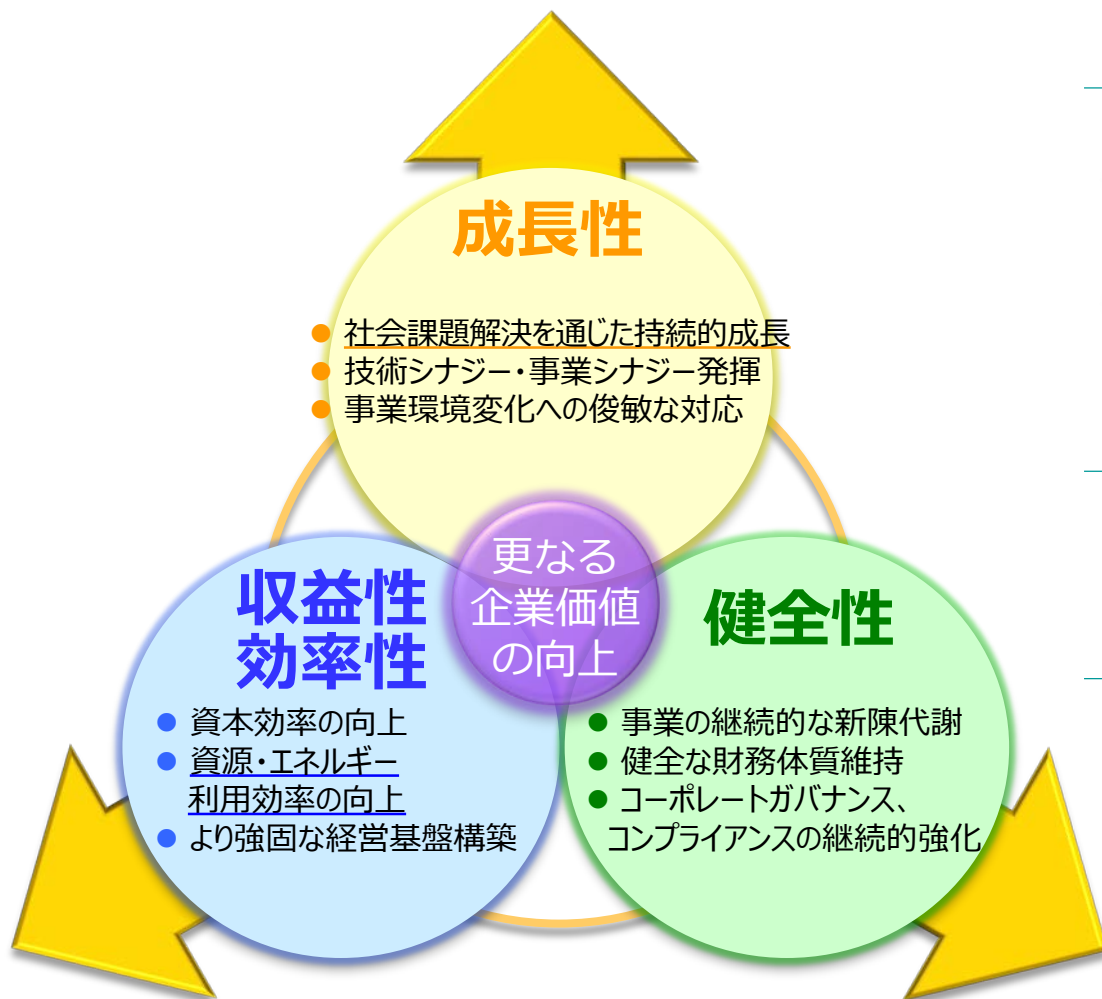 成長性
● 社会課題解決を通じた持続的成長
● 技術シナジー・事業シナジー発揮
● 事業環境変化への俊敏な対応
更なる
企業価値
の向上
収益性
効率性
● 資本効率の向上
● 資源・エネルギー
利用効率の向上
● より強固な経営基盤構築
健全性
● 事業の継続的な新陳代謝
● 健全な財務体質維持
● コーポレートガバナンス、
コンプライアンスの継続的強化